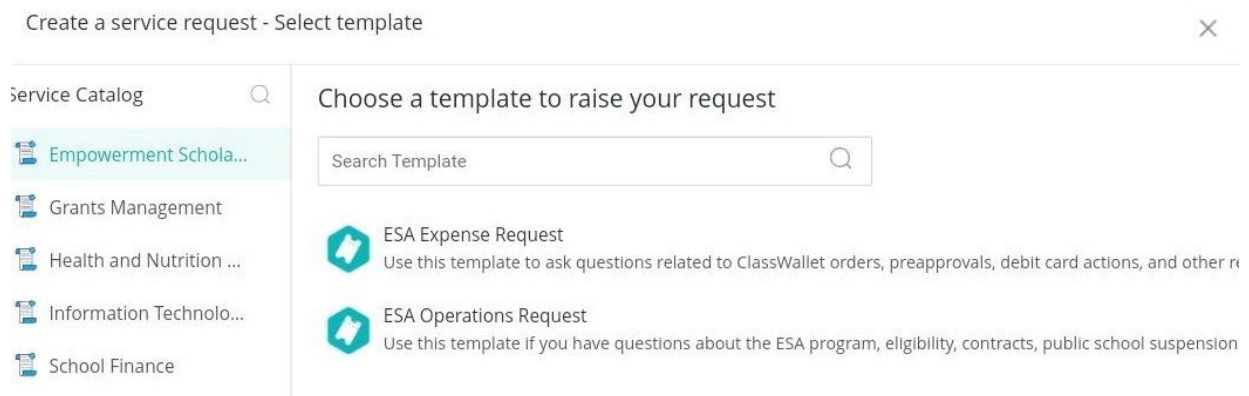 Create a service request - Select template
Service Catalog
Empowerment Schola...
Grants Management
Health and Nutrition ...
Information Technolo...
School Finance
Choose a template to raise your request
Search Template
ESA Expense Request
Use this template to ask questions related to ClassWallet orders, preapprovals, debit card actions, and other
ESA Operations Request
Use this template if you have questions about the ESA program, eligibility, contracts, public school suspension